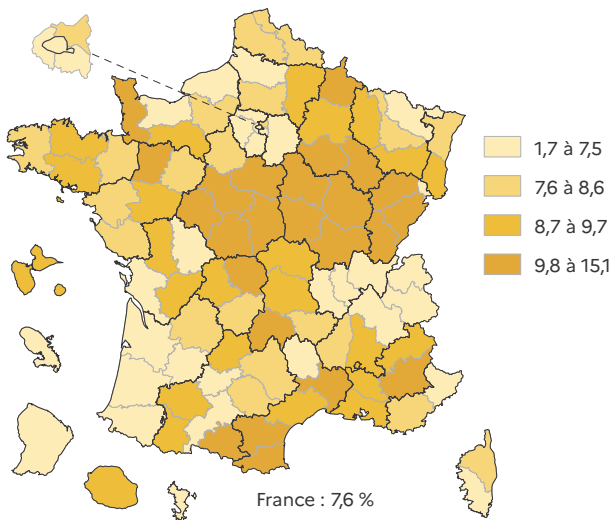 1,7 à 7,5
7,6 à 8,6
8,7 à 9,7
9,8 à 15,1
France : 7,6 %